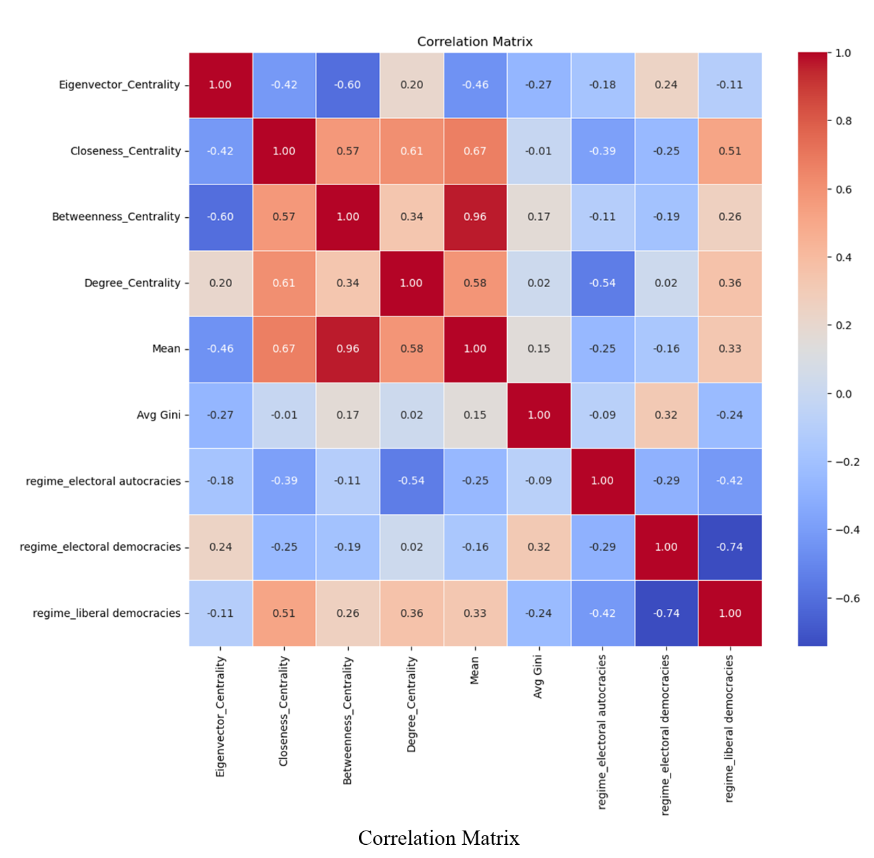 Correlation Matrix
Eigenvector_Centrality 1.00 -0.42 -0.60 0.20 -0.46 -0.27 -0.18 0.24 -0.11
Closeness_Centrality -0.42 1.00 0.57 0.61 0.67 -0.01 -0.39 -0.25 0.51
Betweenness_Centrality -0.60 0.57 1.00 0.34 0.96 0.17 -0.11 -0.19 0.26
Degree_Centrality 0.20 0.61 0.34 1.00 0.58 0.02 -0.54 0.02 0.36
Mean -0.46 0.67 0.96 0.58 1.00 0.15 -0.25 -0.16 0.33
Avg Gini -0.27 -0.01 0.17 0.02 0.15 1.00 -0.09 0.32 -0.24
regime_electoral autocracies -0.18 -0.39 -0.11 -0.54 -0.25 -0.09 1.00 -0.29 -0.42
regime_electoral democracies 0.24 -0.25 -0.19 0.02 -0.16 0.32 -0.29 1.00 -0.74
regime_liberal democracies -0.11 0.51 0.26 0.36 0.33 -0.24 -0.42 -0.74 1.00
Eigenvector_Centrality
Closeness_Centrality
Betweenness_Centrality
Degree_Centrality
Mean
Avg Gini
regime_electoral autocracies
regime_electoral democracies
regime_liberal democracies
1.0
0.8
0.6
0.4
0.2
0.0
−0.2
−0.4
−0.6
Correlation Matrix